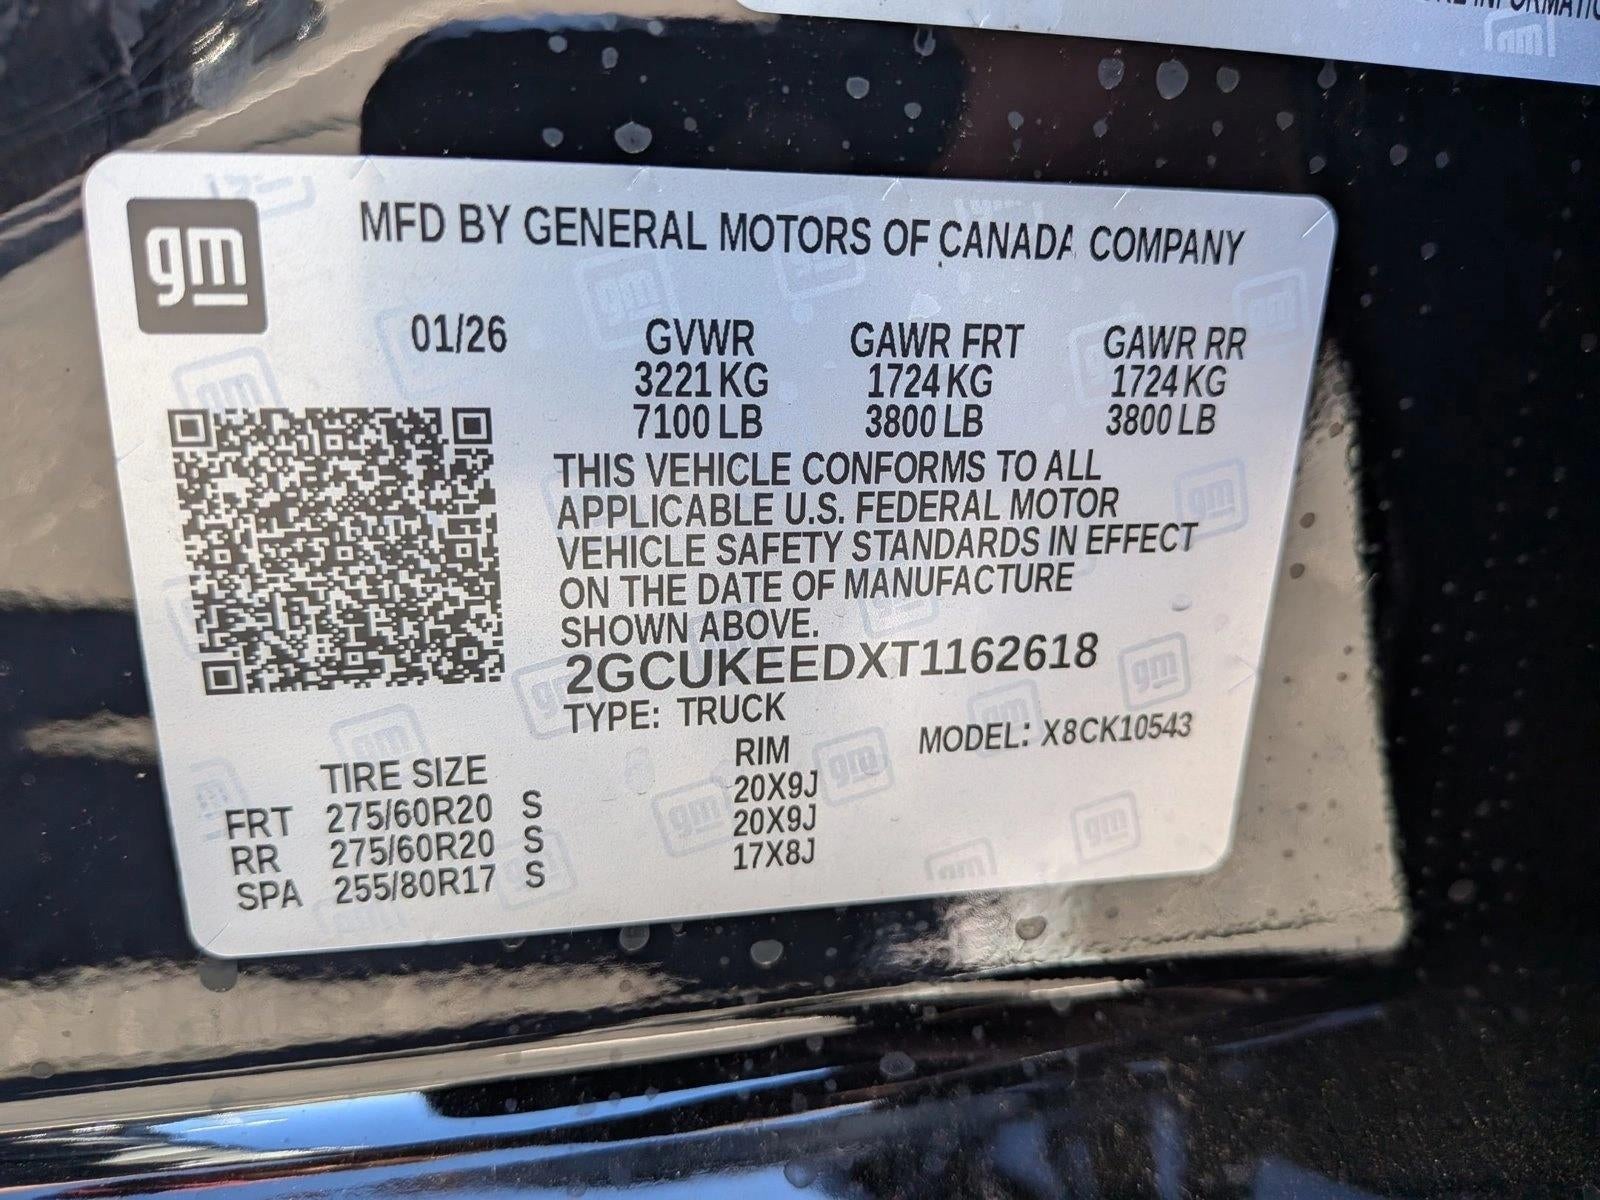 gm
MFD BY GENERAL MOTORS OF CANADA COMPANY
01/26 GVWR GAWR FRT GAWR RR
3221 KG 1724 KG 1724 KG
7100 LB 3800 LB 3800 LB
THIS VEHICLE CONFORMS TO ALL
APPLICABLE U.S. FEDERAL MOTOR
VEHICLE SAFETY STANDARDS IN EFFECT
ON THE DATE OF MANUFACTURE
SHOWN ABOVE.
2GCUKEEDXT1162618
TYPE: TRUCK MODEL: X8CK10543
TIRE SIZE RIM
FRT 275/60R20 S 20X9J
RR 275/60R20 S 20X9J
SPA 255/80R17 S 17X8J